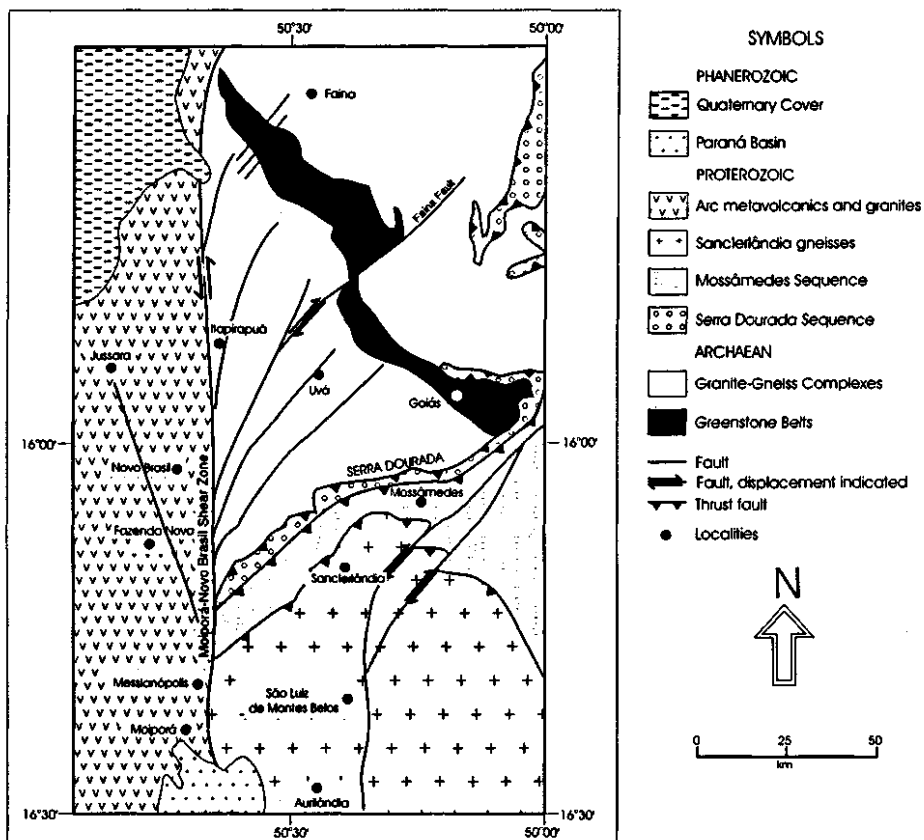 50°30'
50°00'
Faina
Faina Fault
Itapirapuã
Jussara
Uvá
Goiás
16°00'
16°00'
SERRA DOURADA
Novo Brasil
Mossâmedes
Fazenda Nova
Moiporá-Novo Brasil Shear Zone
Sanclerlândia
Messianópolis
São Luiz
de Montes Belos
Moiporá
Aurilândia
16°30'
16°30'
50°30'
50°00'
SYMBOLS
PHANEROZOIC
Quaternary Cover
Paraná Basin
PROTEROZOIC
Arc metavolcanics and granites
Sanclerlândia gneisses
Mossâmedes Sequence
Serra Dourada Sequence
ARCHAEAN
Granite-Gneiss Complexes
Greenstone Belts
Fault
Fault, displacement indicated
Thrust fault
Localities
N
0 25 50
km